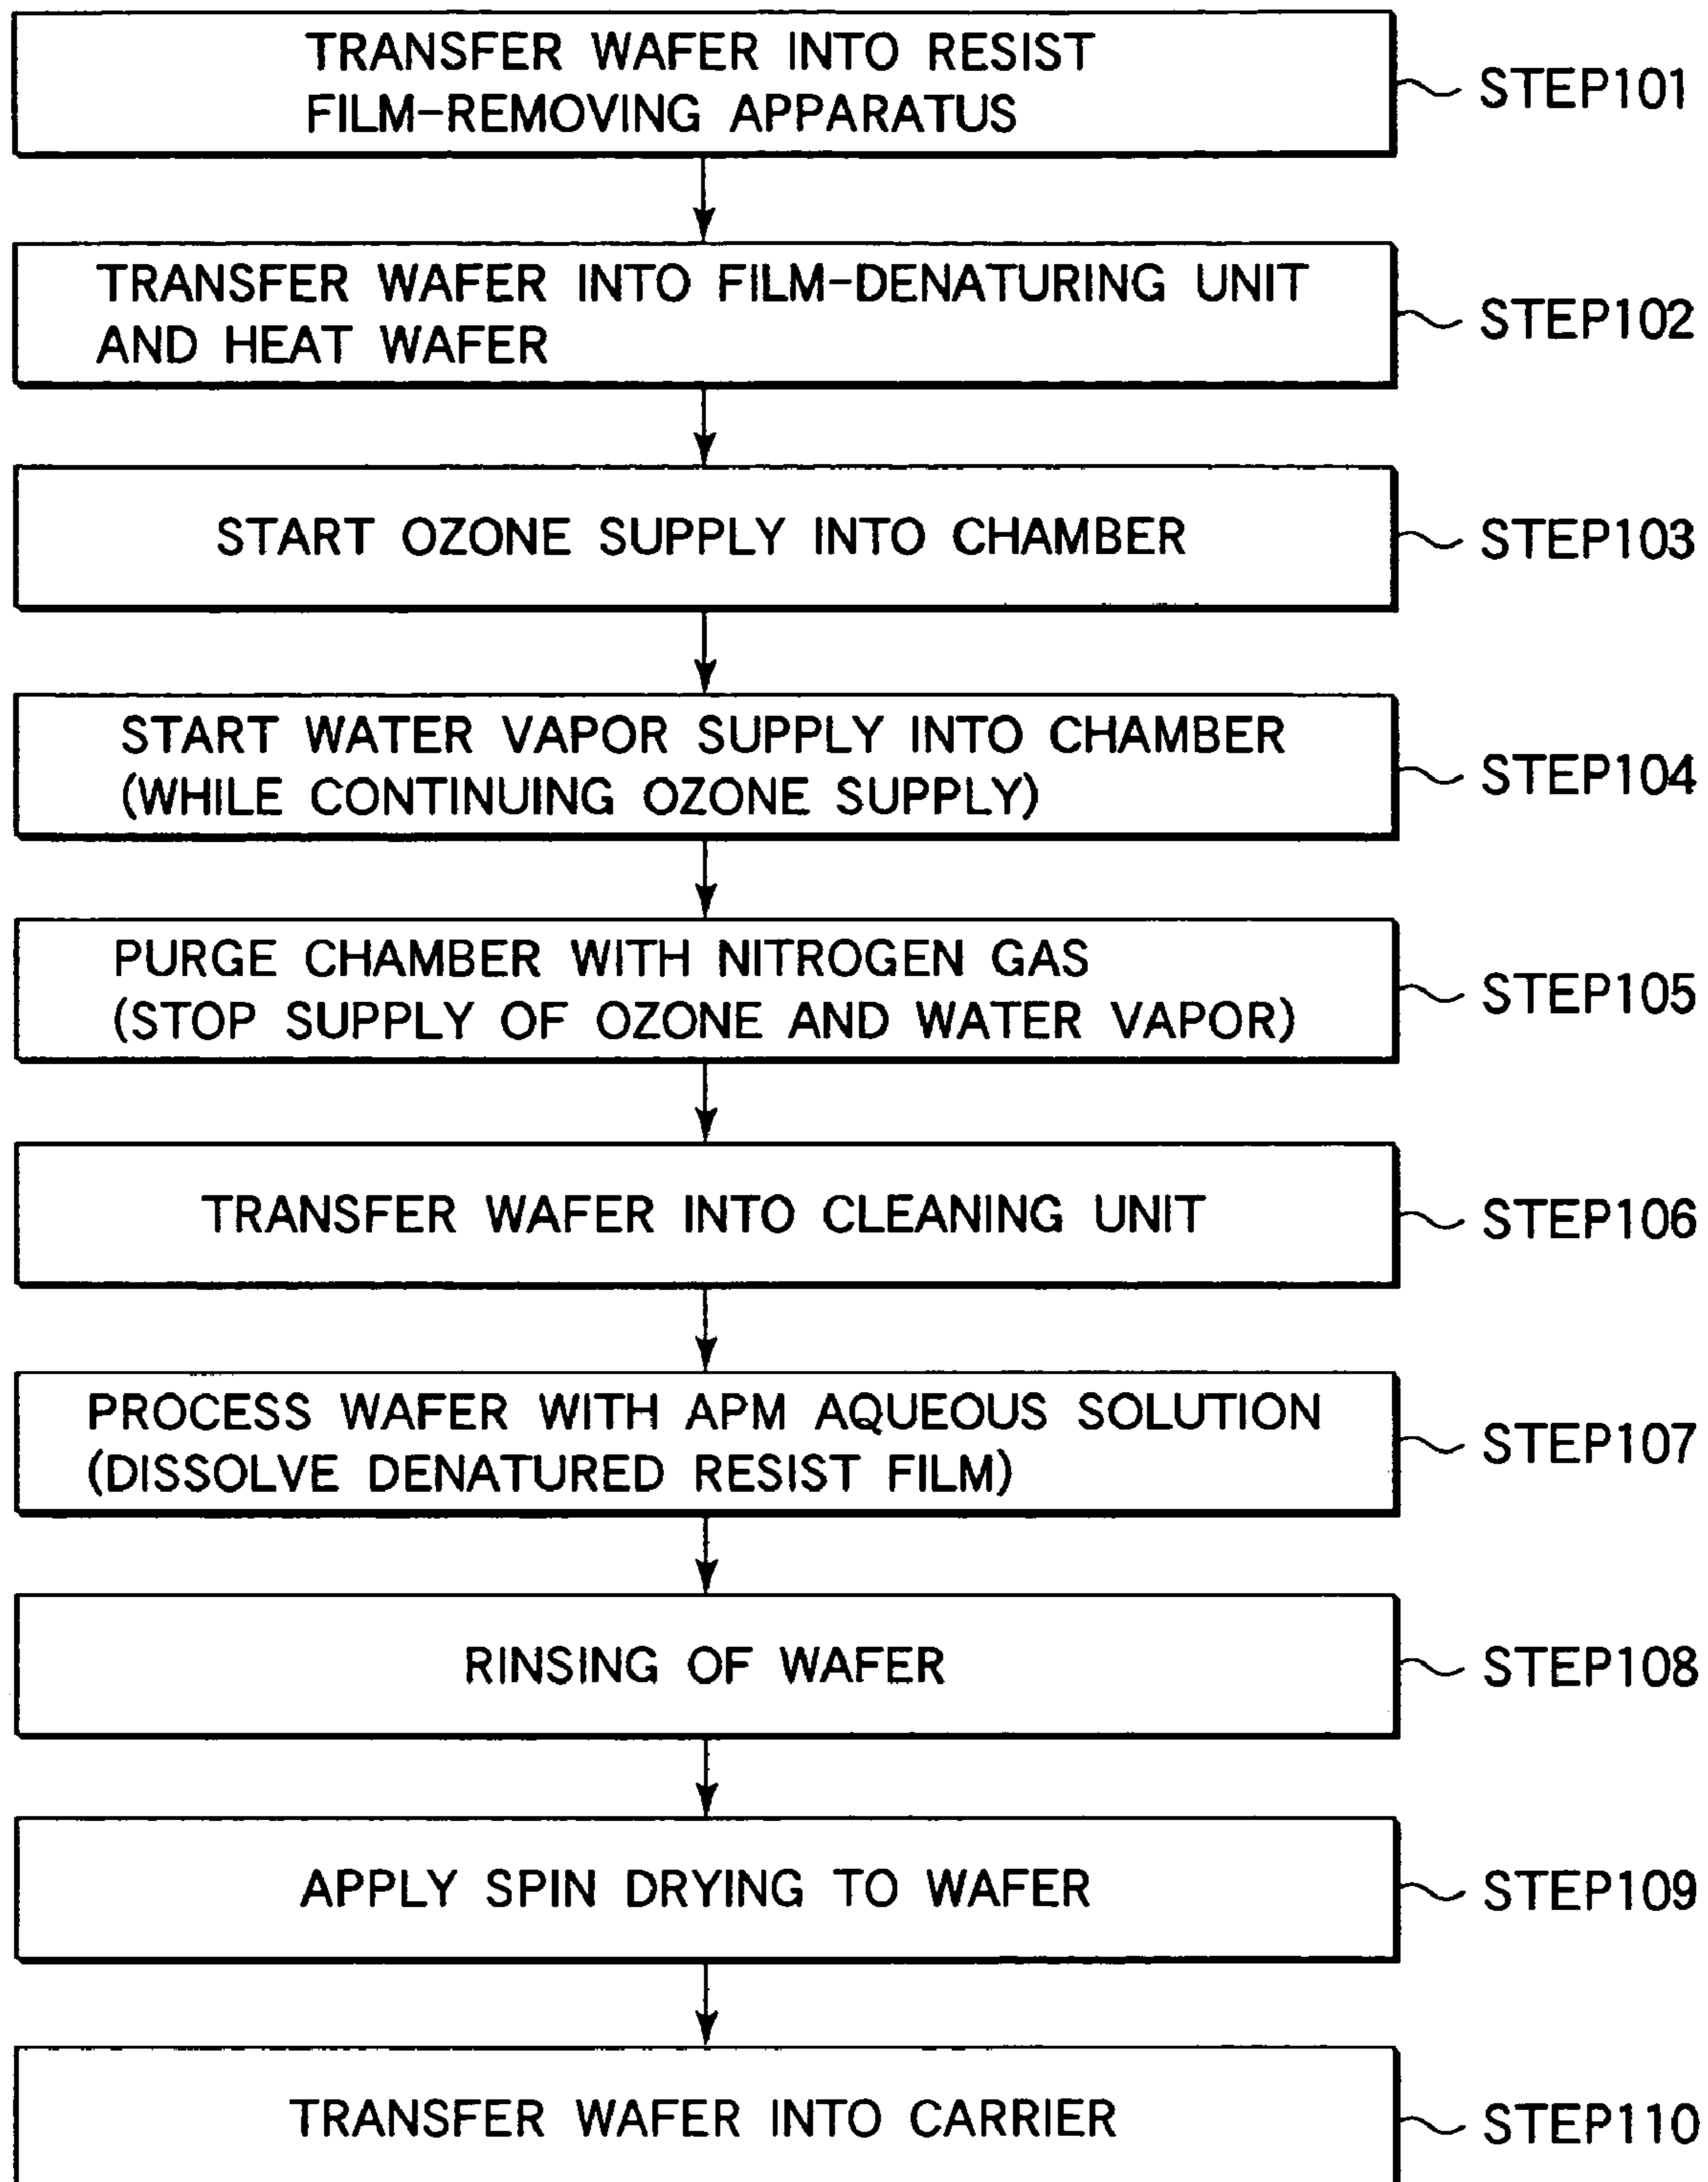 TRANSFER WAFER INTO RESIST
FILM-REMOVING APPARATUS
STEP101
TRANSFER WAFER INTO FILM-DENATURING UNIT
AND HEAT WAFER
STEP102
START OZONE SUPPLY INTO CHAMBER
STEP103
START WATER VAPOR SUPPLY INTO CHAMBER
(WHILE CONTINUING OZONE SUPPLY)
STEP104
PURGE CHAMBER WITH NITROGEN GAS
(STOP SUPPLY OF OZONE AND WATER VAPOR)
STEP105
TRANSFER WAFER INTO CLEANING UNIT
STEP106
PROCESS WAFER WITH APM AQUEOUS SOLUTION
(DISSOLVE DENATURED RESIST FILM)
STEP107
RINSING OF WAFER
STEP108
APPLY SPIN DRYING TO WAFER
STEP109
TRANSFER WAFER INTO CARRIER
STEP110